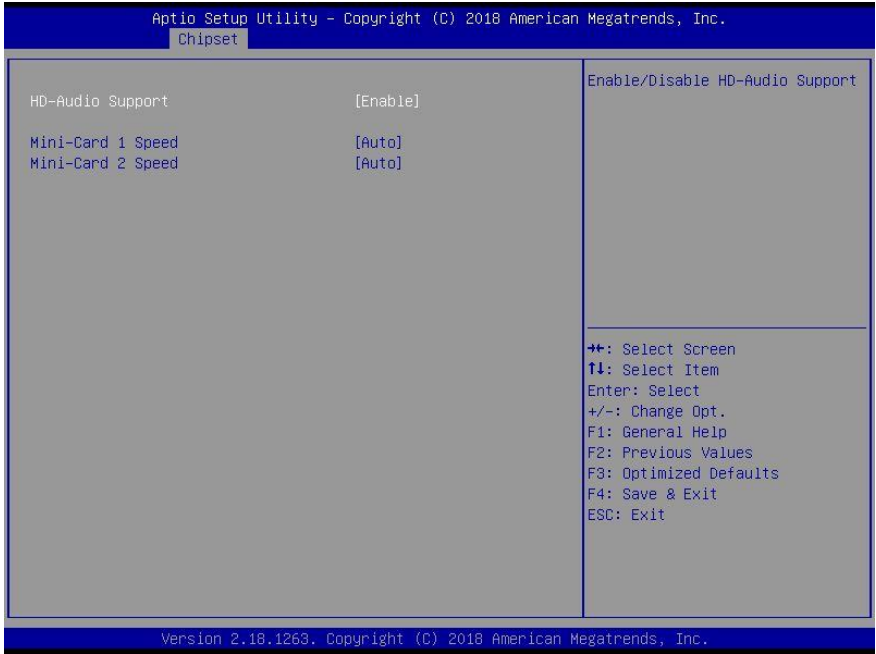 Aptio Setup Utility – Copyright (C) 2018 American Megatrends, Inc.
Chipset
HD-Audio Support [Enable]
Mini-Card 1 Speed [Auto]
Mini-Card 2 Speed [Auto]
Enable/Disable HD-Audio Support
→←: Select Screen
↑↓: Select Item
Enter: Select
+/-: Change Opt.
F1: General Help
F2: Previous Values
F3: Optimized Defaults
F4: Save & Exit
ESC: Exit
Version 2.18.1263. Copyright (C) 2018 American Megatrends, Inc.